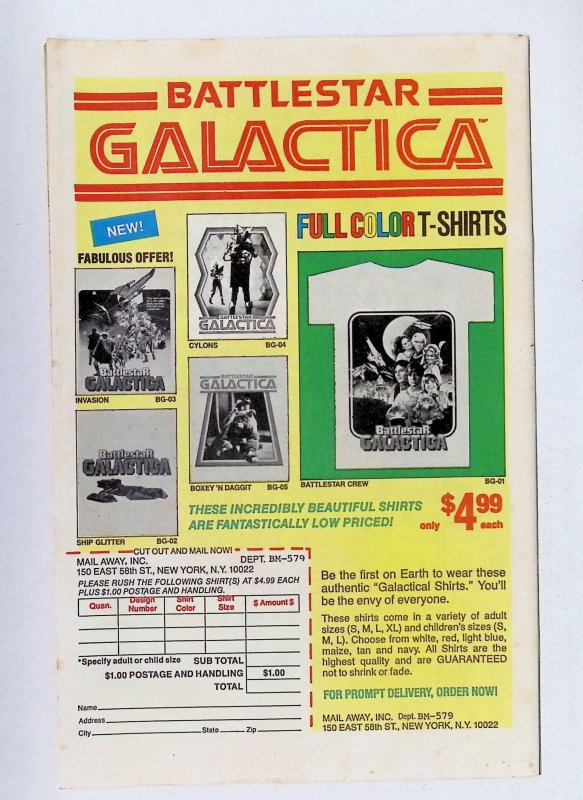 BATTLESTAR
GALACTICA™
NEW!
FABULOUS OFFER!
FULL COLOR T-SHIRTS
BattlestaR
GALACTICA
INVASION BG-03
BATTLESTAR
GALACTICA
CYLONS BG-04
BattlestaR
GALACTICA
SHIP GLITTER BG-02
BATTLESTAR
GALACTICA
BOXEY 'N DAGGIT BG-05
BattlestaR
GALACTICA
BATTLESTAR CREW BG-01
THESE INCREDIBLY BEAUTIFUL SHIRTS
ARE FANTASTICALLY LOW PRICED!
only $4.99 each
CUT OUT AND MAIL NOW!
MAIL AWAY, INC. DEPT. BM-579
150 EAST 58th ST., NEW YORK, N.Y. 10022
PLEASE RUSH THE FOLLOWING SHIRT(S) AT $4.99 EACH
PLUS $1.00 POSTAGE AND HANDLING.
Quan. Design Number Shirt Color Shirt Size $ Amount $
*Specify adult or child size SUB TOTAL
$1.00 POSTAGE AND HANDLING $1.00
TOTAL
Name
Address
City State Zip
Be the first on Earth to wear these
authentic "Galactical Shirts." You'll
be the envy of everyone.
These shirts come in a variety of adult
sizes (S, M, L, XL) and children's sizes (S,
M, L). Choose from white, red, light blue,
maize, tan and navy. All Shirts are the
highest quality and are GUARANTEED
not to shrink or fade.
FOR PROMPT DELIVERY, ORDER NOW!
MAIL AWAY, INC. Dept. BM-579
150 EAST 58th ST., NEW YORK, N.Y. 10022